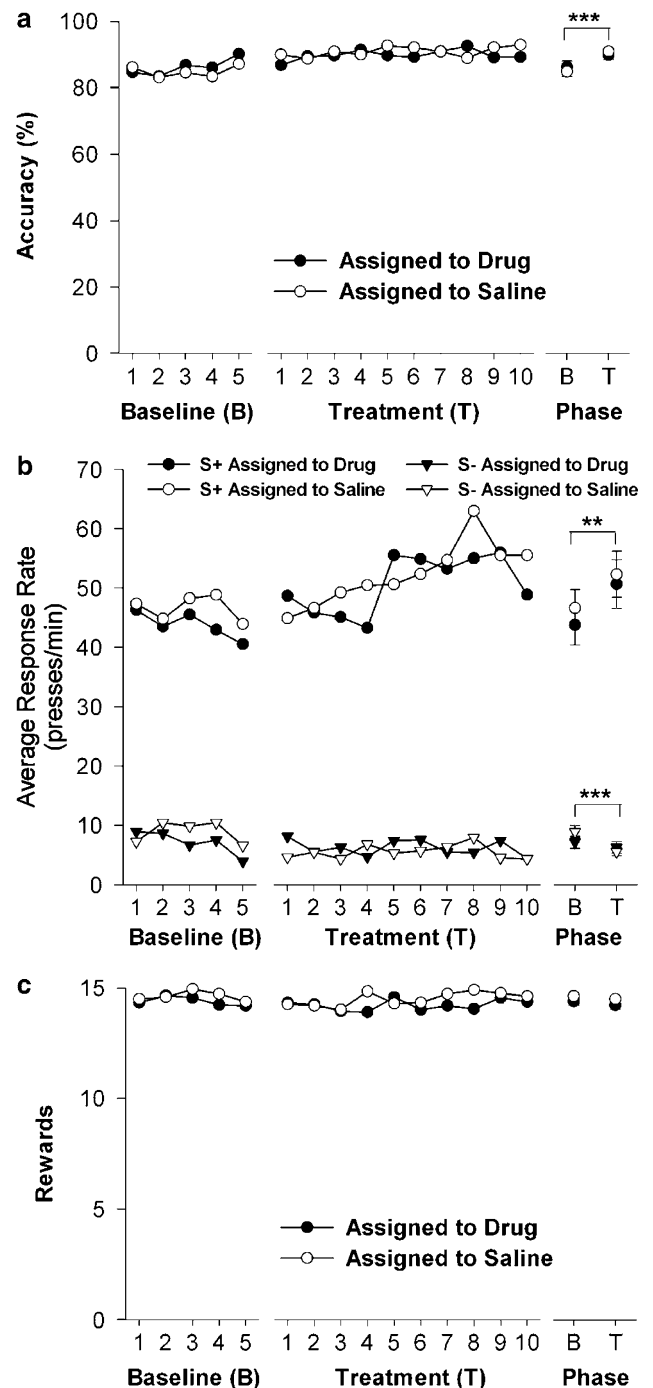 a
100
80
60
40
20
0
Accuracy (%)
***
Assigned to Drug
Assigned to Saline
1 2 3 4 5
1 2 3 4 5 6 7 8 9 10
B T
Baseline (B)
Treatment (T)
Phase
b
S+ Assigned to Drug
S- Assigned to Drug
S+ Assigned to Saline
S- Assigned to Saline
70
60
50
40
30
20
10
0
Average Response Rate
(presses/min)
**
***
1 2 3 4 5
1 2 3 4 5 6 7 8 9 10
B T
Baseline (B)
Treatment (T)
Phase
c
15
10
5
0
Rewards
Assigned to Drug
Assigned to Saline
1 2 3 4 5
1 2 3 4 5 6 7 8 9 10
B T
Baseline (B)
Treatment (T)
Phase